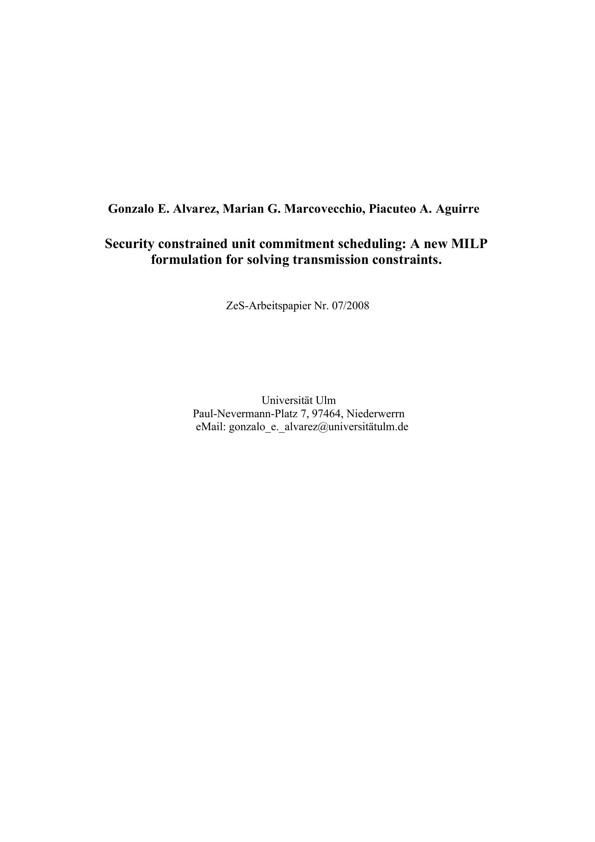 Gonzalo E. Alvarez, Marian G. Marcovecchio, Piacuteo A. Aguirre
Security constrained unit commitment scheduling: A new MILP
formulation for solving transmission constraints.
ZeS-Arbeitspapier Nr. 07/2008
Universität Ulm
Paul-Nevermann-Platz 7, 97464, Niederwerrn
eMail: gonzalo_e._alvarez@universitätulm.de